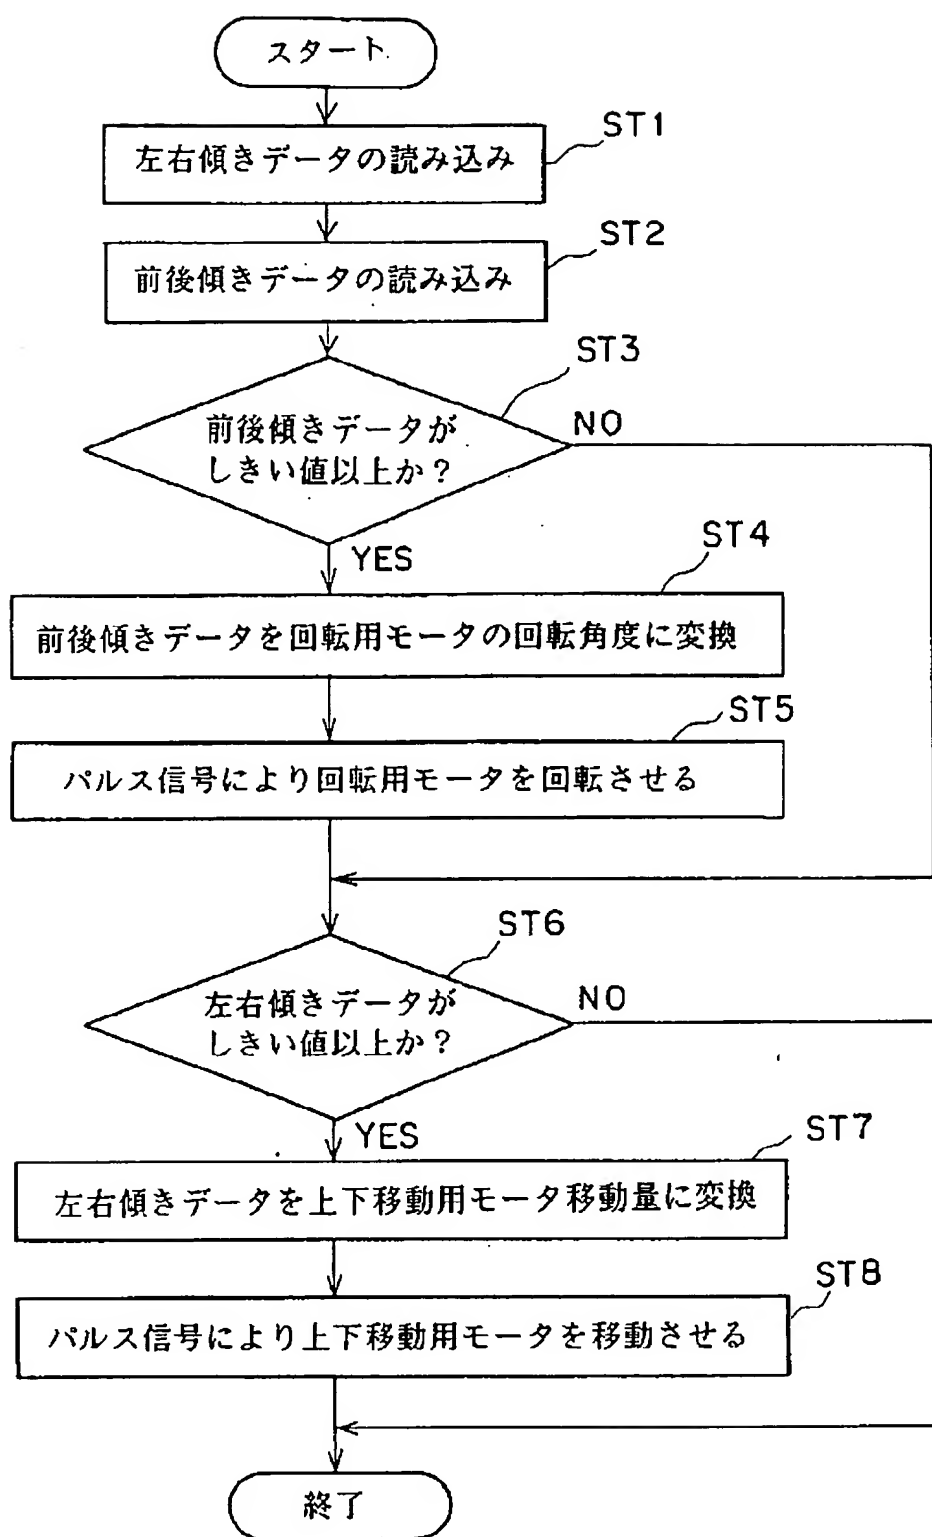 スタート
ST1
左右傾きデータの読み込み
ST2
前後傾きデータの読み込み
ST3
前後傾きデータが
しきい値以上か？
NO
YES
ST4
前後傾きデータを回転用モータの回転角度に変換
ST5
パルス信号により回転用モータを回転させる
ST6
左右傾きデータが
しきい値以上か？
NO
YES
ST7
左右傾きデータを上下移動用モータ移動量に変換
ST8
パルス信号により上下移動用モータを移動させる
終了